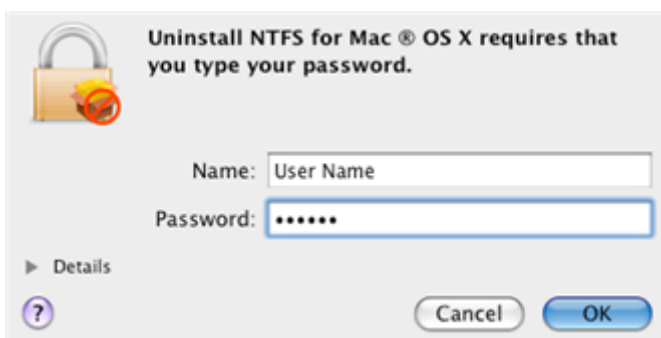 Uninstall NTFS for Mac ® OS X requires that
you type your password.
Name: User Name
Password: ••••••
Details
?
Cancel OK